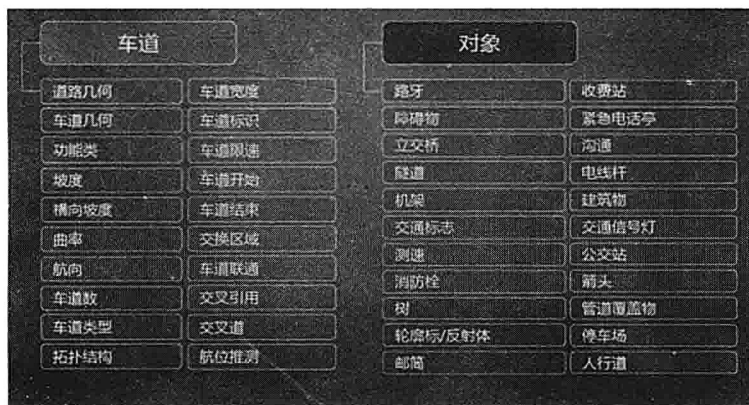 车道
道路几何
车道几何
功能类
坡度
横向坡度
曲率
航向
车道数
车道类型
拓扑结构
车道宽度
车道标识
车道限速
车道开始
车道结束
交换区域
车道联通
交叉引用
交叉道
航位推测
对象
路牙
障碍物
立交桥
隧道
机架
交通标志
测速
消防栓
树
轮廓标/反射体
邮筒
收费站
紧急电话亭
沟通
电线杆
建筑物
交通信号灯
公交站
箭头
管道覆盖物
停车场
人行道